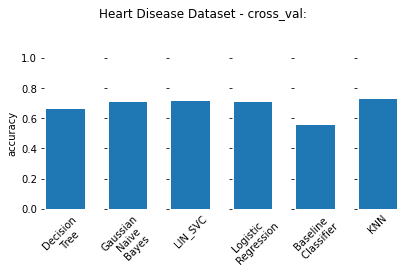 Heart Disease Dataset - cross_val:
1.0
0.8
0.6
0.4
0.2
0.0
accuracy
Decision
Tree
Gaussian
Naive
Bayes
LIN_SVC
Logistic
Regression
Baseline
Classifier
KNN